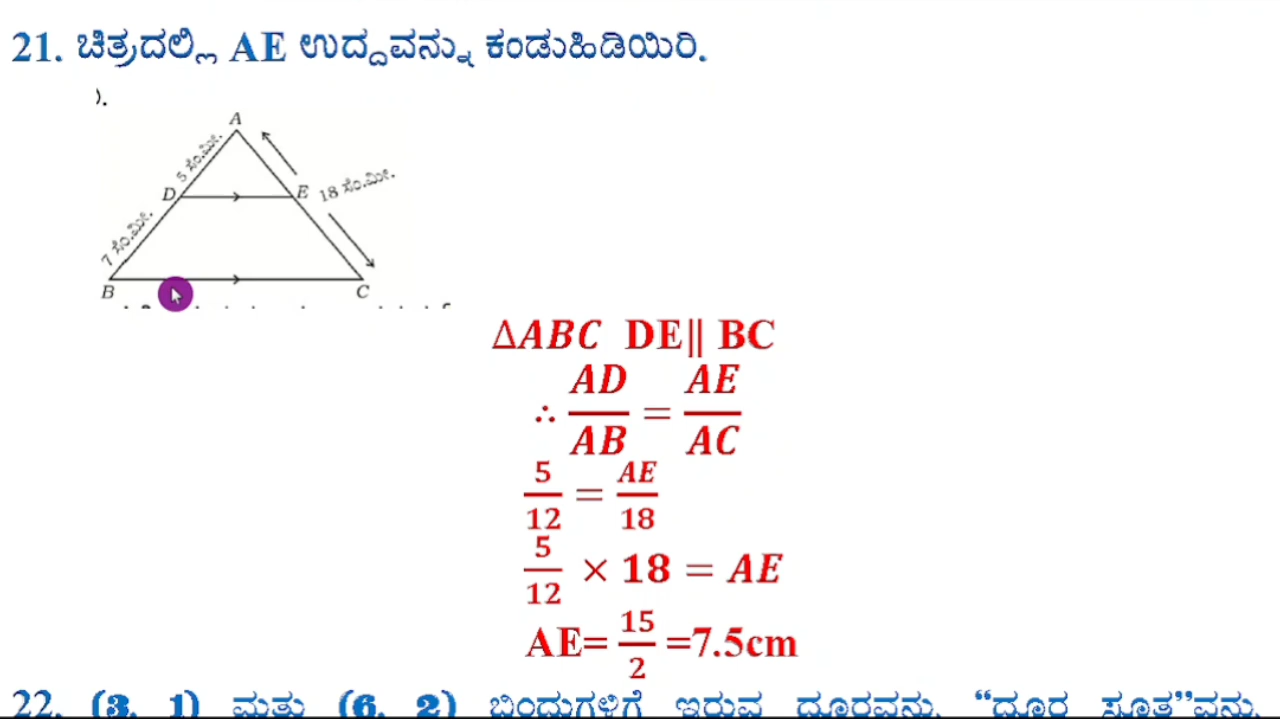 21. ಚಿತ್ರದಲ್ಲಿ AE ಉದ್ದವನ್ನು ಕಂಡುಹಿಡಿಯಿರಿ.
).
A
5 ಸೆಂ.ಮೀ.
D
E 18 ಸೆಂ.ಮೀ.
7 ಸೆಂ.ಮೀ.
B
C
ΔABC DE|| BC
∴ AD/AB = AE/AC
5/12 = AE/18
5/12 × 18 = AE
AE= 15/2 =7.5cm
22. (3, 1) ಮತ್ತು (6, 2) ಬಿಂದುಗಳಿಗೆ ಇರುವ ದೂರವನ್ನು “ದೂರ ಸೂತ್ರ”ವನ್ನು